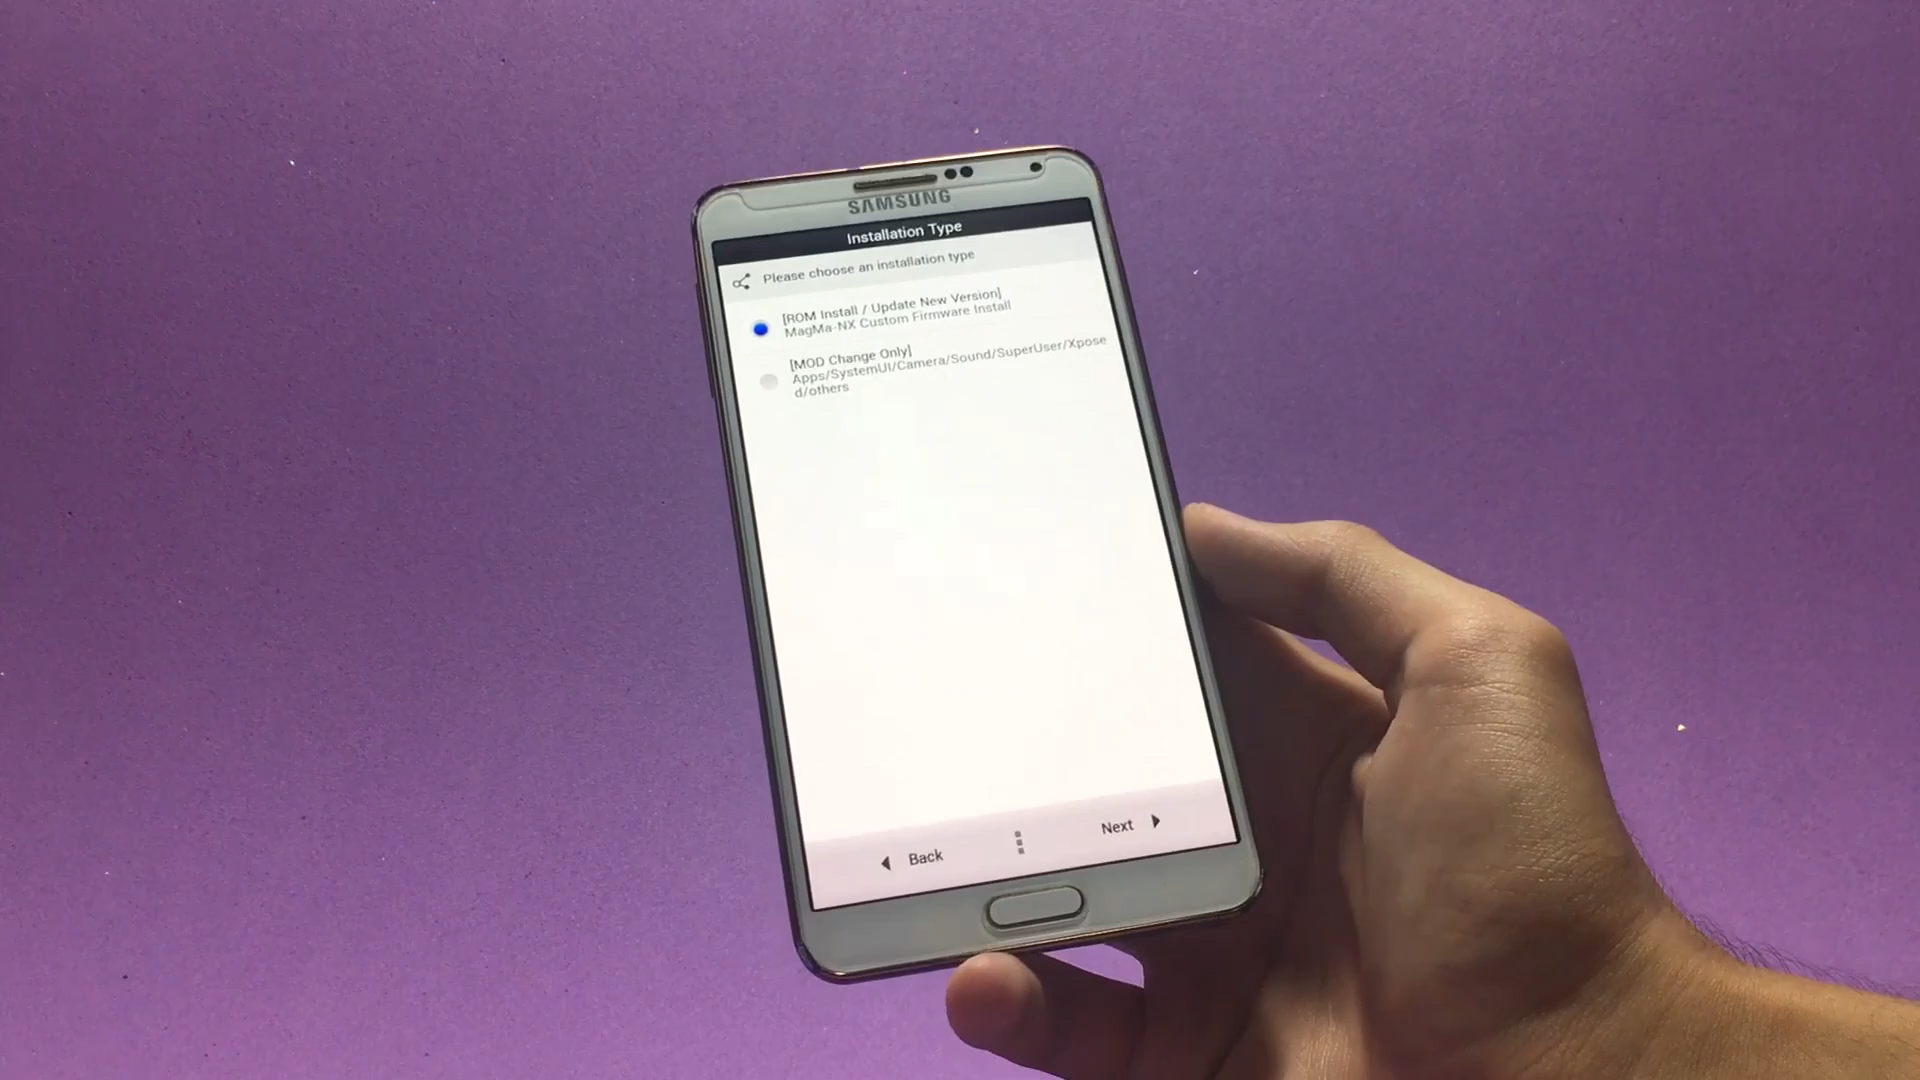 SAMSUNG
Installation Type
Please choose an installation type
[ROM Install / Update New Version]
MagMa-NX Custom Firmware Install
[MOD Change Only]
Apps/SystemUI/Camera/Sound/SuperUser/Xpose
d/others
Back
Next